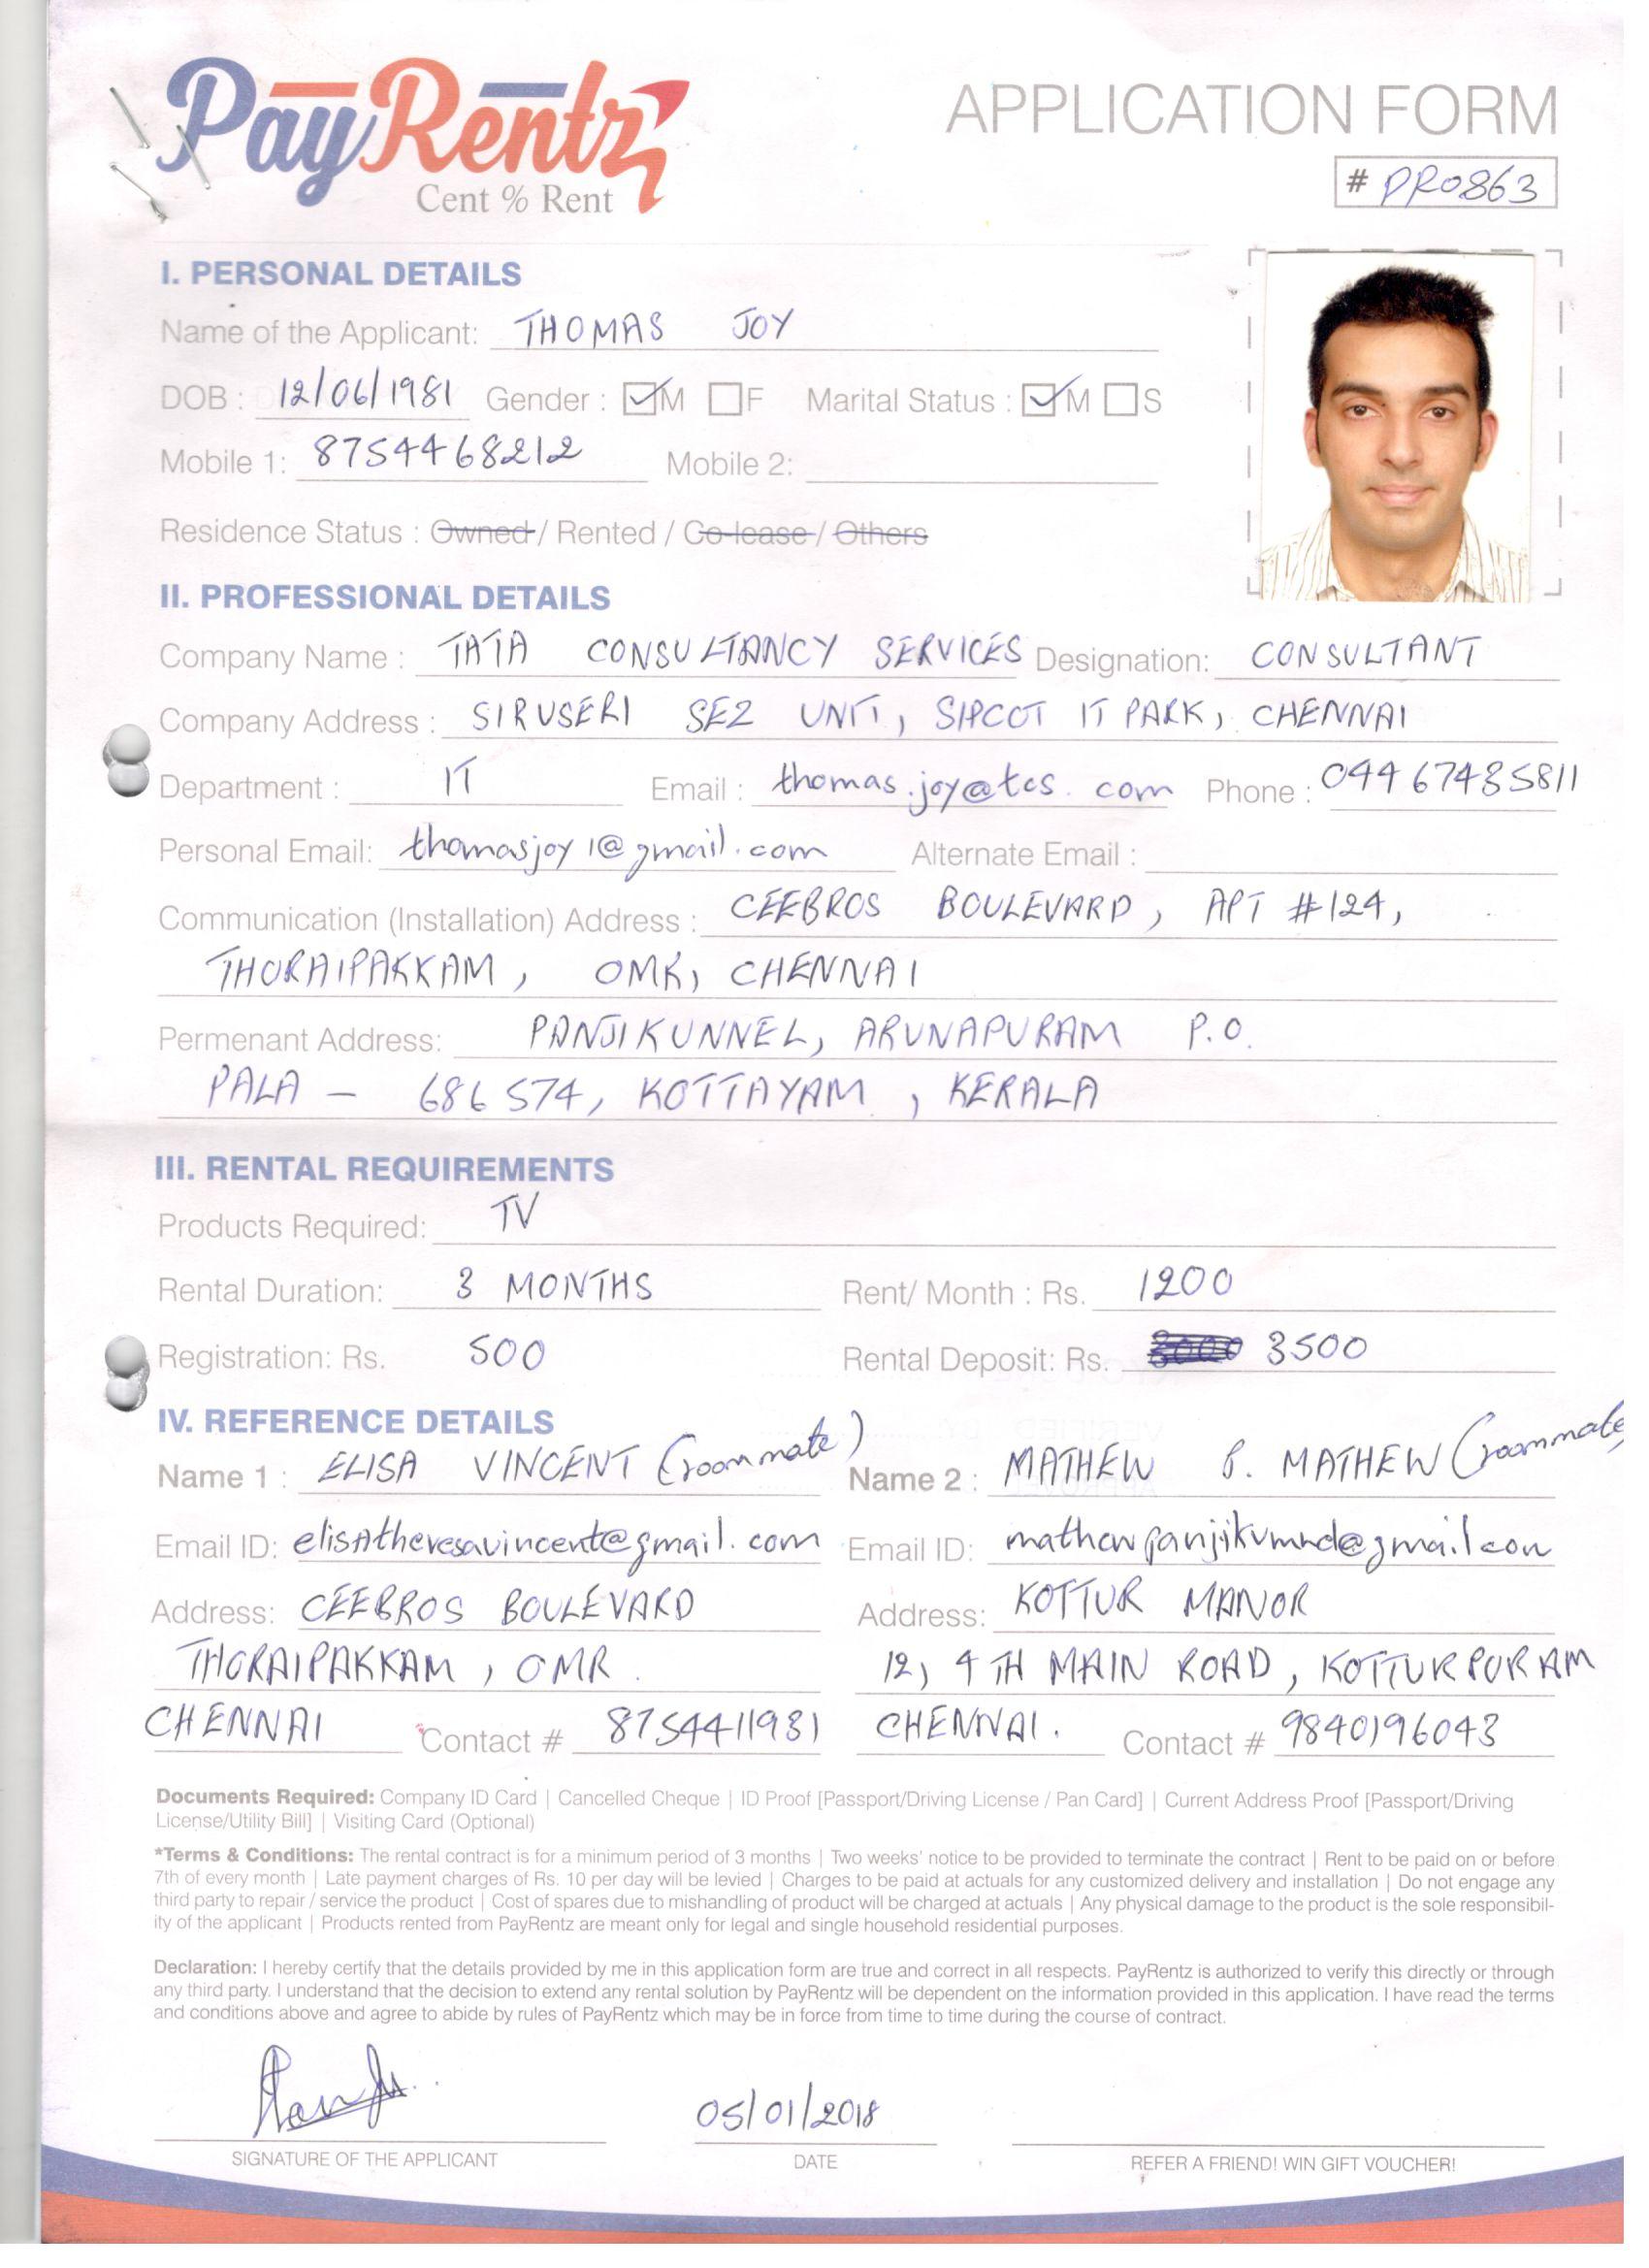 PayRentz
Cent % Rent
APPLICATION FORM
# PR0863
I. PERSONAL DETAILS
Name of the Applicant: THOMAS JOY
DOB : 12/06/1981 Gender : M F Marital Status : M S
Mobile 1: 8754468212 Mobile 2:
Residence Status : Owned / Rented / Co-lease / Others
II. PROFESSIONAL DETAILS
Company Name : TATA CONSULTANCY SERVICES Designation: CONSULTANT
Company Address : SIRUSERI SEZ UNIT, SIPCOT IT PARK, CHENNAI
Department : IT Email : thomas.joy@tcs.com Phone : 04467485811
Personal Email: thomasjoy1@gmail.com Alternate Email :
Communication (Installation) Address : CEEBROS BOULEVARD, APT #124,
THORAIPAKKAM, OMR, CHENNAI
Permenant Address: PANJIKUNNEL, ARUNAPURAM P.O.
PALA - 686574, KOTTAYAM, KERALA
III. RENTAL REQUIREMENTS
Products Required: TV
Rental Duration: 3 MONTHS Rent/ Month : Rs. 1200
Registration: Rs. 500 Rental Deposit: Rs. 3500
IV. REFERENCE DETAILS
Name 1 : ELISA VINCENT (roommate) Name 2 : MATHEW P. MATHEW (roommate)
Email ID: elisatheresavincent@gmail.com Email ID:
Address: CEEBROS BOULEVARD Address: KOTTUR MANOR
THORAIPAKKAM, OMR 12, 4TH MAIN ROAD, KOTTURPURAM
CHENNAI Contact # 8754411931 CHENNAI. Contact # 9840196043
Documents Required: Company ID Card | Cancelled Cheque | ID Proof [Passport/Driving License / Pan Card] | Current Address Proof [Passport/Driving
License/Utility Bill] | Visiting Card (Optional)
*Terms & Conditions: The rental contract is for a minimum period of 3 months | Two weeks' notice to be provided to terminate the contract | Rent to be paid on or before
7th of every month | Late payment charges of Rs. 10 per day will be levied | Charges to be paid at actuals for any customized delivery and installation | Do not engage any
third party to repair / service the product | Cost of spares due to mishandling of product will be charged at actuals | Any physical damage to the product is the sole responsibil-
ity of the applicant | Products rented from PayRentz are meant only for legal and single household residential purposes.
Declaration: I hereby certify that the details provided by me in this application form are true and correct in all respects. PayRentz is authorized to verify this directly or through
any third party. I understand that the decision to extend any rental solution by PayRentz will be dependent on the information provided in this application. I have read the terms
and conditions above and agree to abide by rules of PayRentz which may be in force from time to time during the course of contract.
05/01/2018
SIGNATURE OF THE APPLICANT DATE REFER A FRIEND! WIN GIFT VOUCHER!